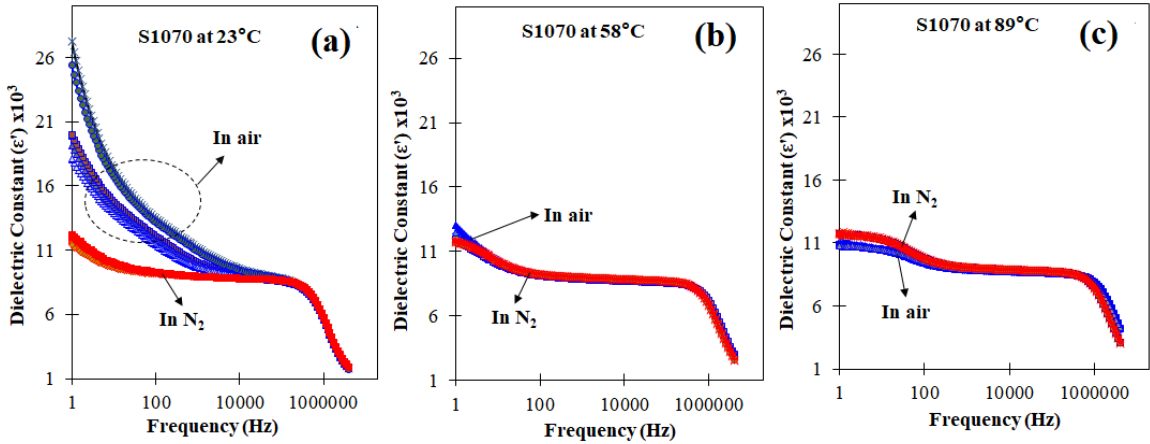 S1070 at 23°C
(a)
Dielectric Constant (ε') x10³
26
21
16
11
6
1
In air
In N₂
1
100
10000
1000000
Frequency (Hz)
S1070 at 58°C
(b)
Dielectric Constant (ε') x10³
26
21
16
11
6
1
In air
In N₂
1
100
10000
1000000
Frequency (Hz)
S1070 at 89°C
(c)
Dielectric Constant (ε') x10³
26
21
16
11
6
1
In N₂
In air
1
100
10000
1000000
Frequency (Hz)